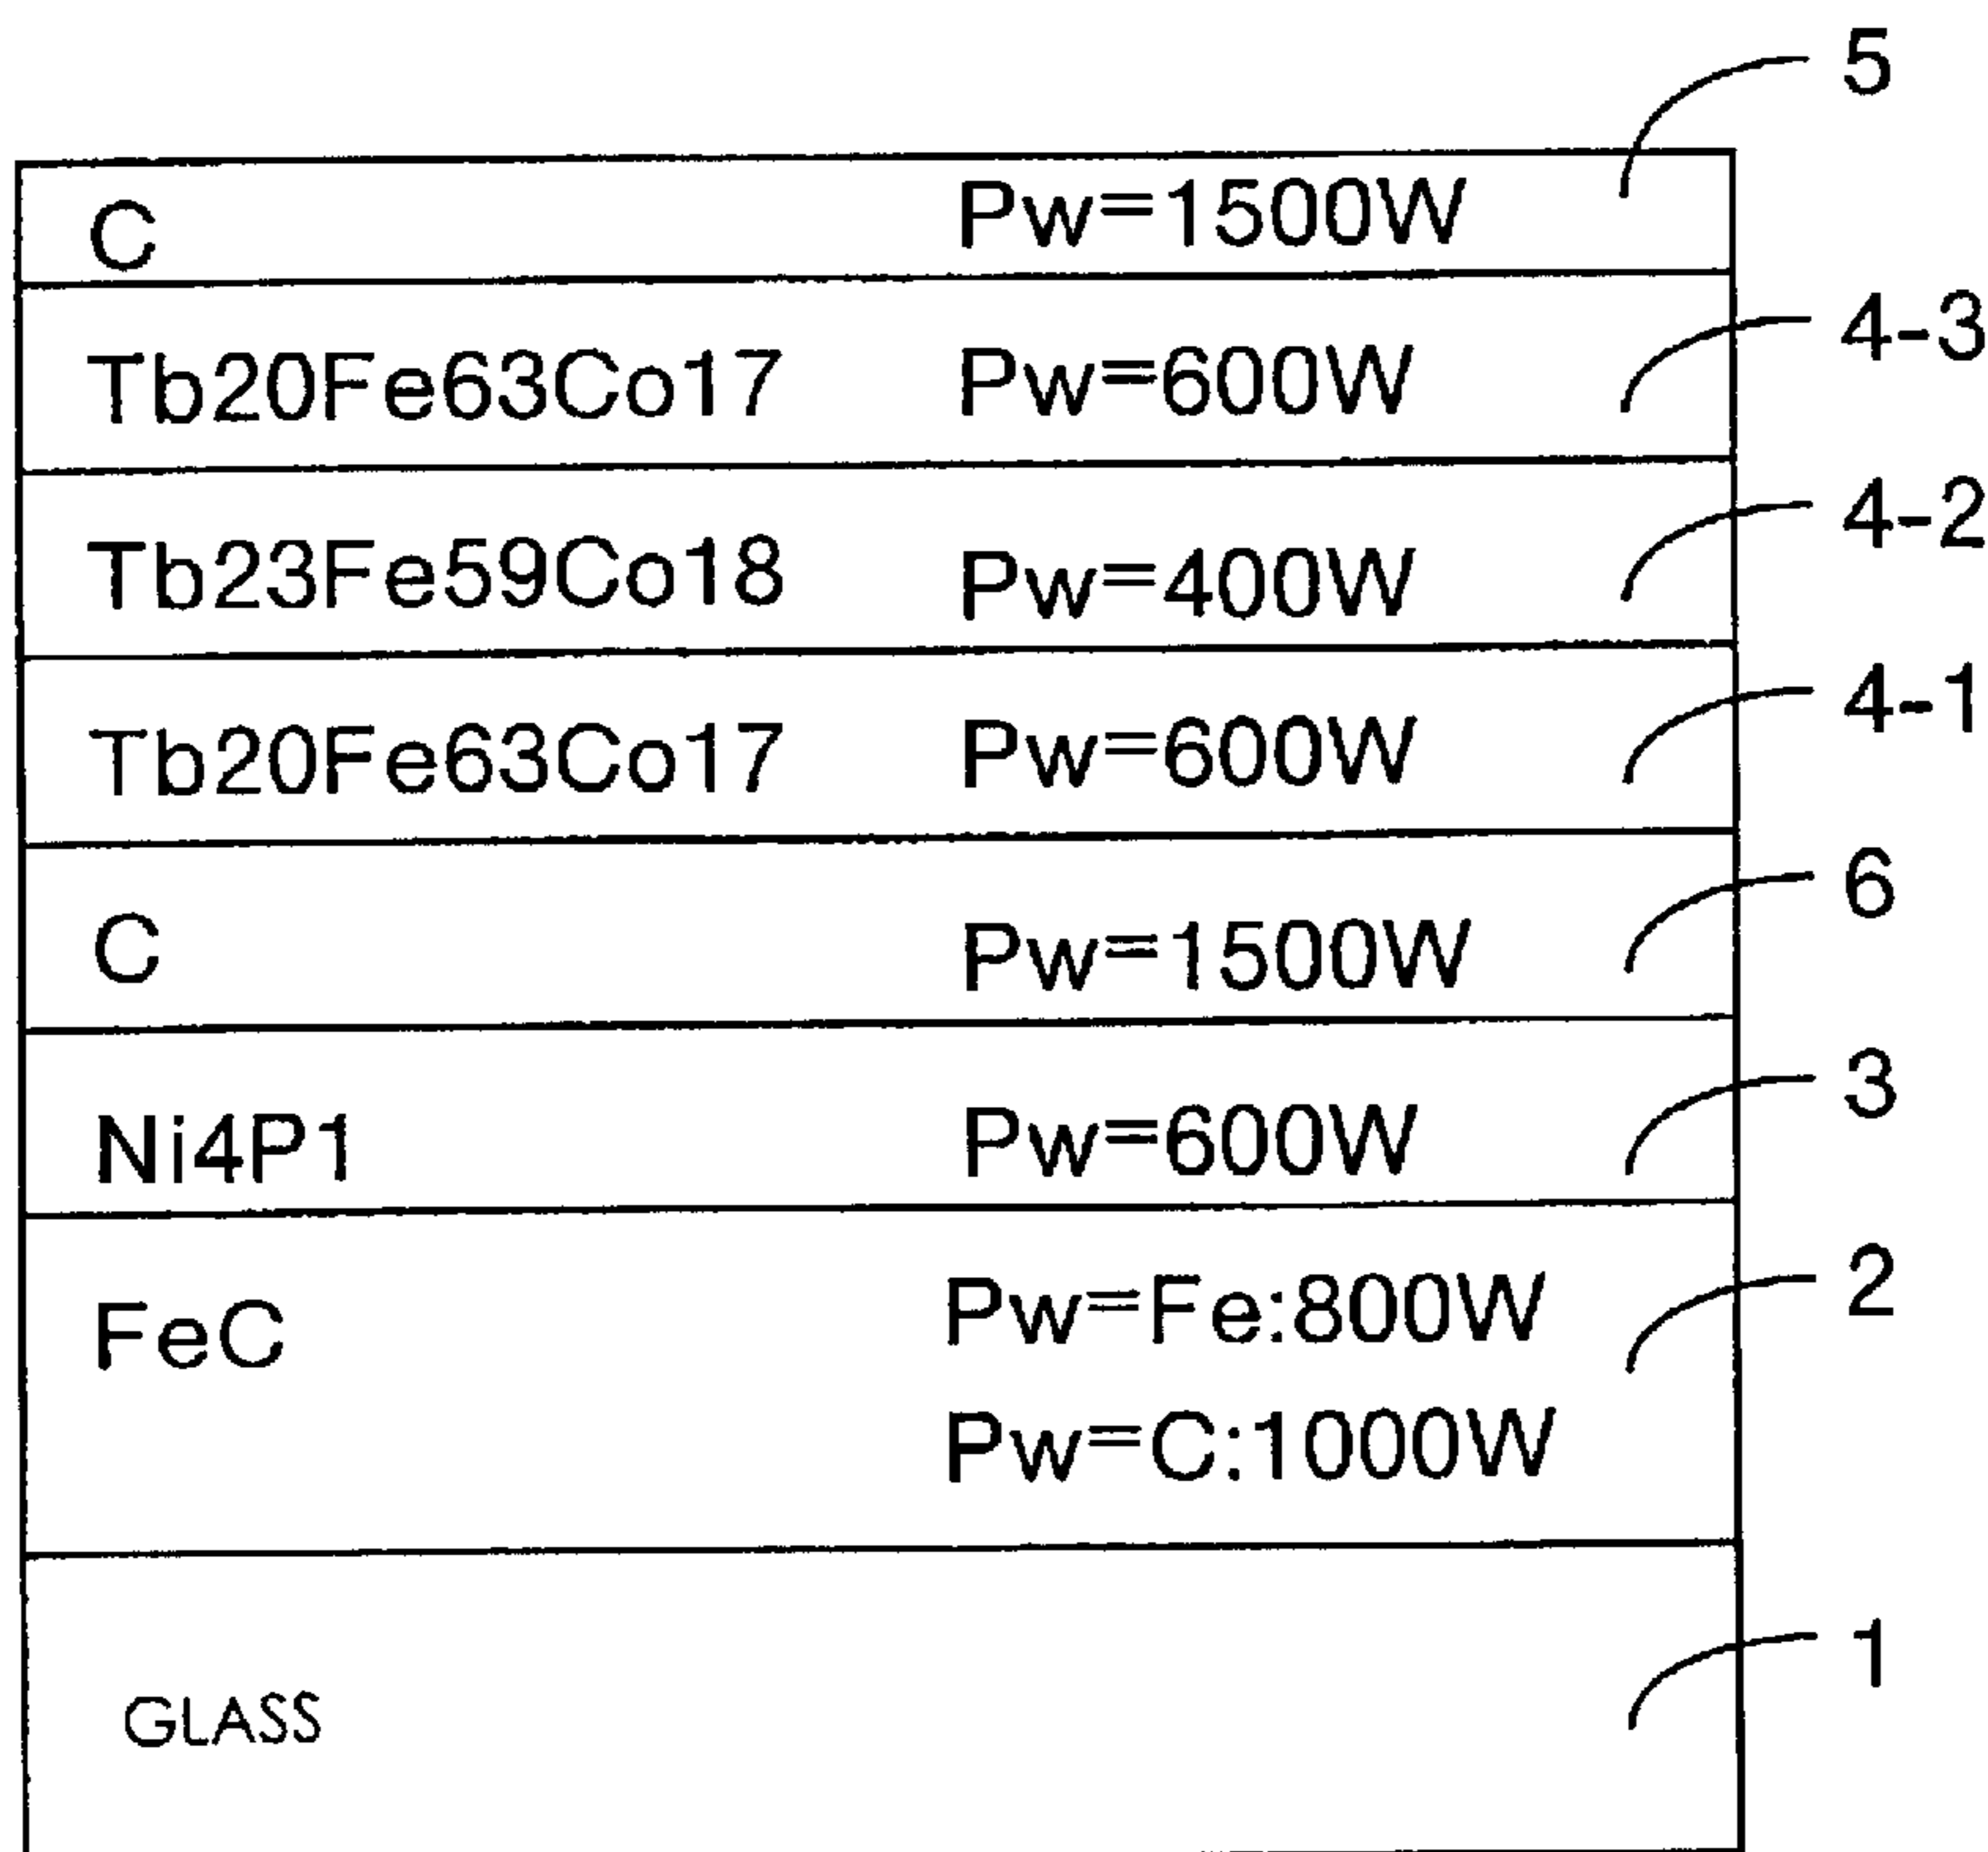 5
C Pw=1500W
4-3
Tb20Fe63Co17 Pw=600W
4-2
Tb23Fe59Co18 Pw=400W
4-1
Tb20Fe63Co17 Pw=600W
6
C Pw=1500W
3
Ni4P1 Pw=600W
2
FeC Pw=Fe:800W
Pw=C:1000W
1
GLASS